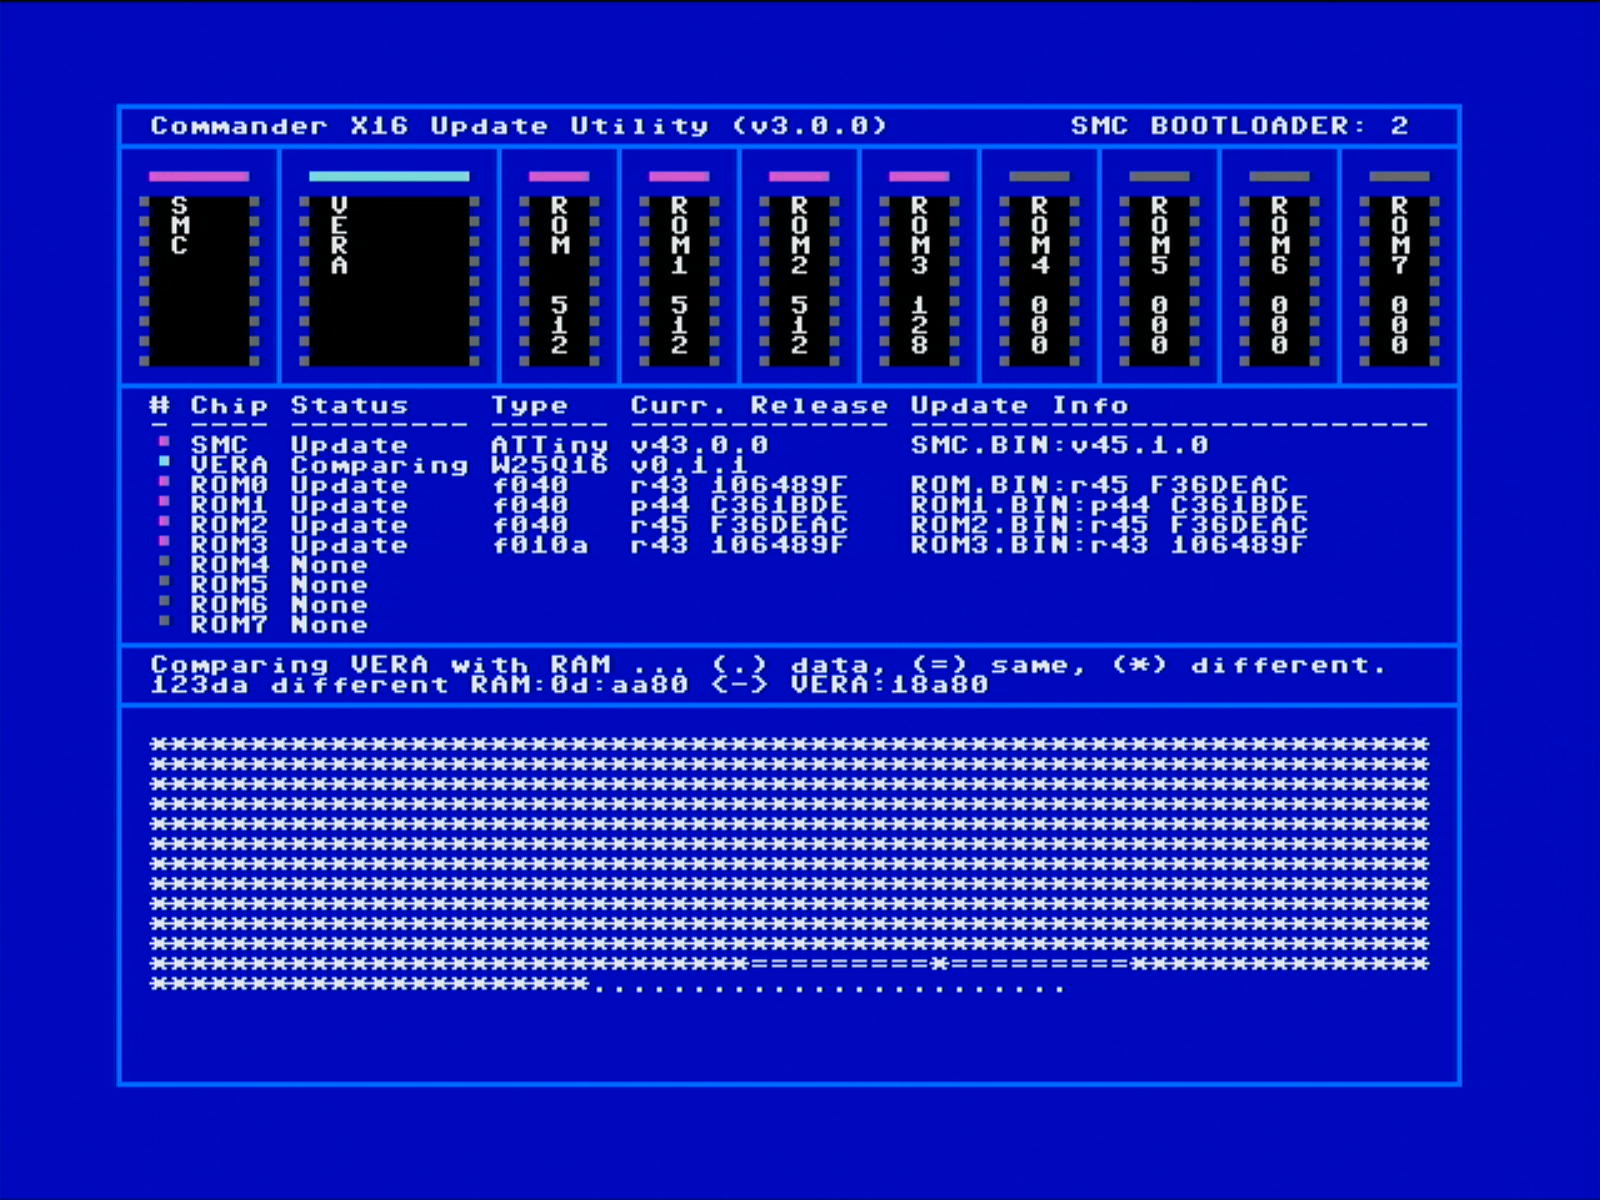 Commander X16 Update Utility (v3.0.0) SMC BOOTLOADER: 2
SMC
VERA
ROM 512
ROM1 512
ROM2 512
ROM3 128
ROM4 000
ROM5 000
ROM6 000
ROM7 000
# Chip Status Type Curr. Release Update Info
- ---- --------- ------ ------------- --------------------------
SMC Update ATTiny v43.0.0 SMC.BIN:v45.1.0
VERA Comparing W25Q16 v0.1.1
ROM0 Update f040 r43 106489F ROM.BIN:r45 F36DEAC
ROM1 Update f040 p44 C361BDE ROM1.BIN:p44 C361BDE
ROM2 Update f040 r45 F36DEAC ROM2.BIN:r45 F36DEAC
ROM3 Update f010a r43 106489F ROM3.BIN:r43 106489F
ROM4 None
ROM5 None
ROM6 None
ROM7 None
Comparing VERA with RAM ... (.) data, (=) same, (*) different.
123da different RAM:0d:aa80 <-> VERA:18a80
****************************************************************
****************************************************************
****************************************************************
****************************************************************
****************************************************************
****************************************************************
****************************************************************
****************************************************************
****************************************************************
****************************************************************
****************************************************************
******************************=========*=========***************
**********************........................